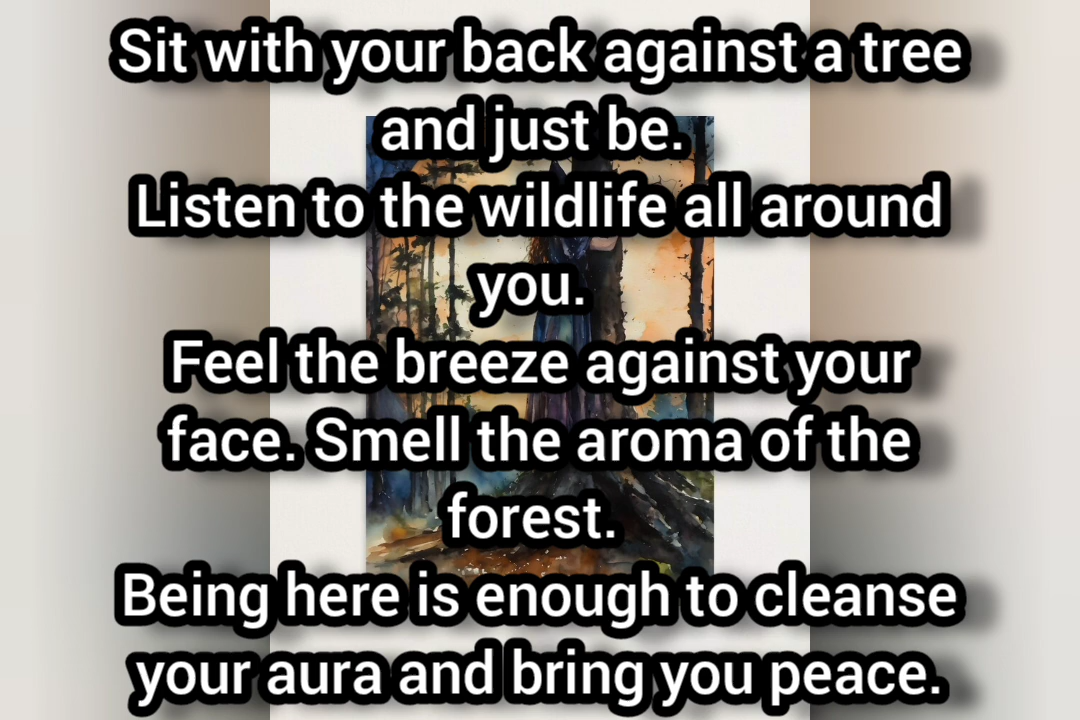 Sit with your back against a tree
and just be.
Listen to the wildlife all around
you.
Feel the breeze against your
face. Smell the aroma of the
forest.
Being here is enough to cleanse
your aura and bring you peace.